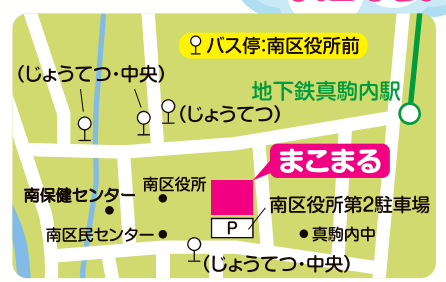 バス停:南区役所前
(じょうてつ・中央)
地下鉄真駒内駅
(じょうてつ)
まこまる
南保健センター
南区役所
南区役所第2駐車場
P
南区民センター
真駒内中
(じょうてつ・中央)